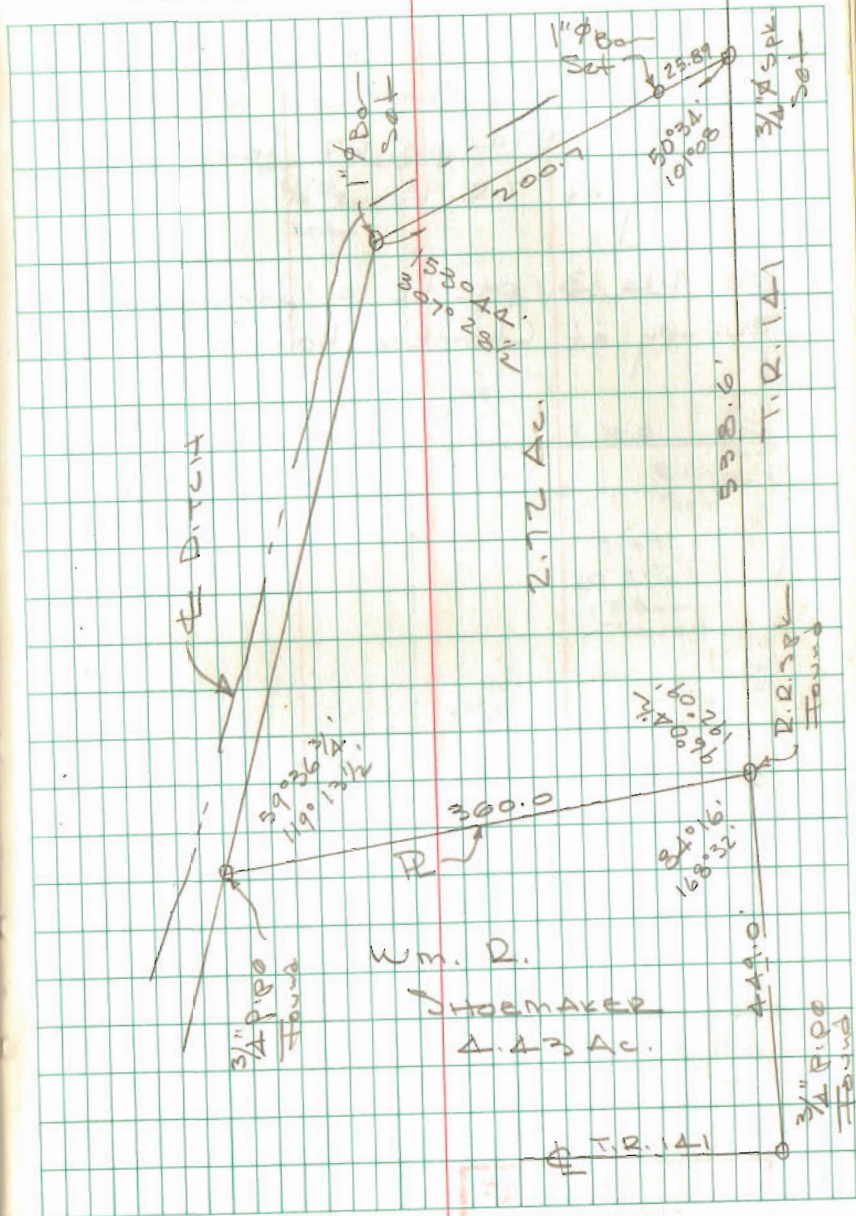 1"⌀ Bar
Set
25.89
3/4"⌀ Spk.
Set
50°34'
101°08'
1"⌀ Bar
Set
200.7
℄ DITCH
2.72 Ac.
538.6'
T.R. 141
59°36 3/4'
119°13 1/2'
360.0
℄
R.R. Spk
Found
84°16'
168°32'
Wm. R.
SHOEMAKER
4.43 Ac.
449.0'
3/4" Pipe
Found
3/4" Pipe
Found
℄ T.R. 141